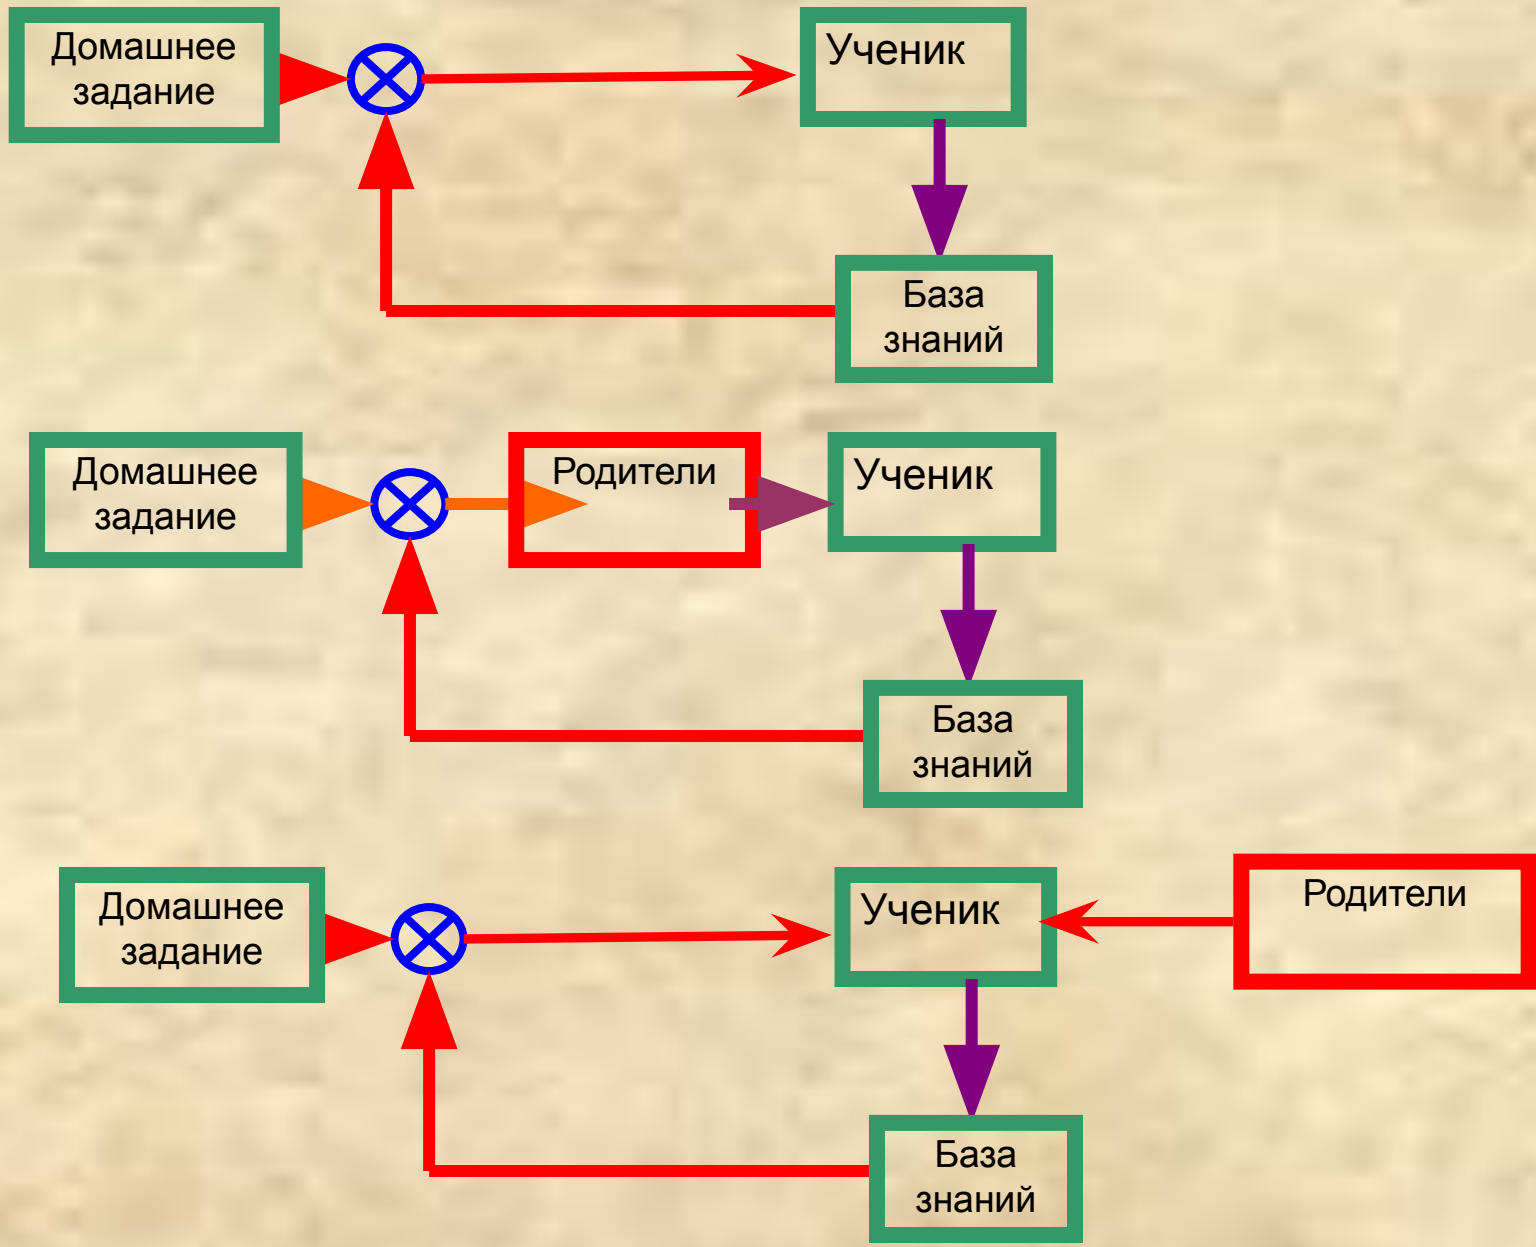 Домашнее
задание
Ученик
База
знаний
Домашнее
задание
Родители
Ученик
База
знаний
Домашнее
задание
Ученик
Родители
База
знаний